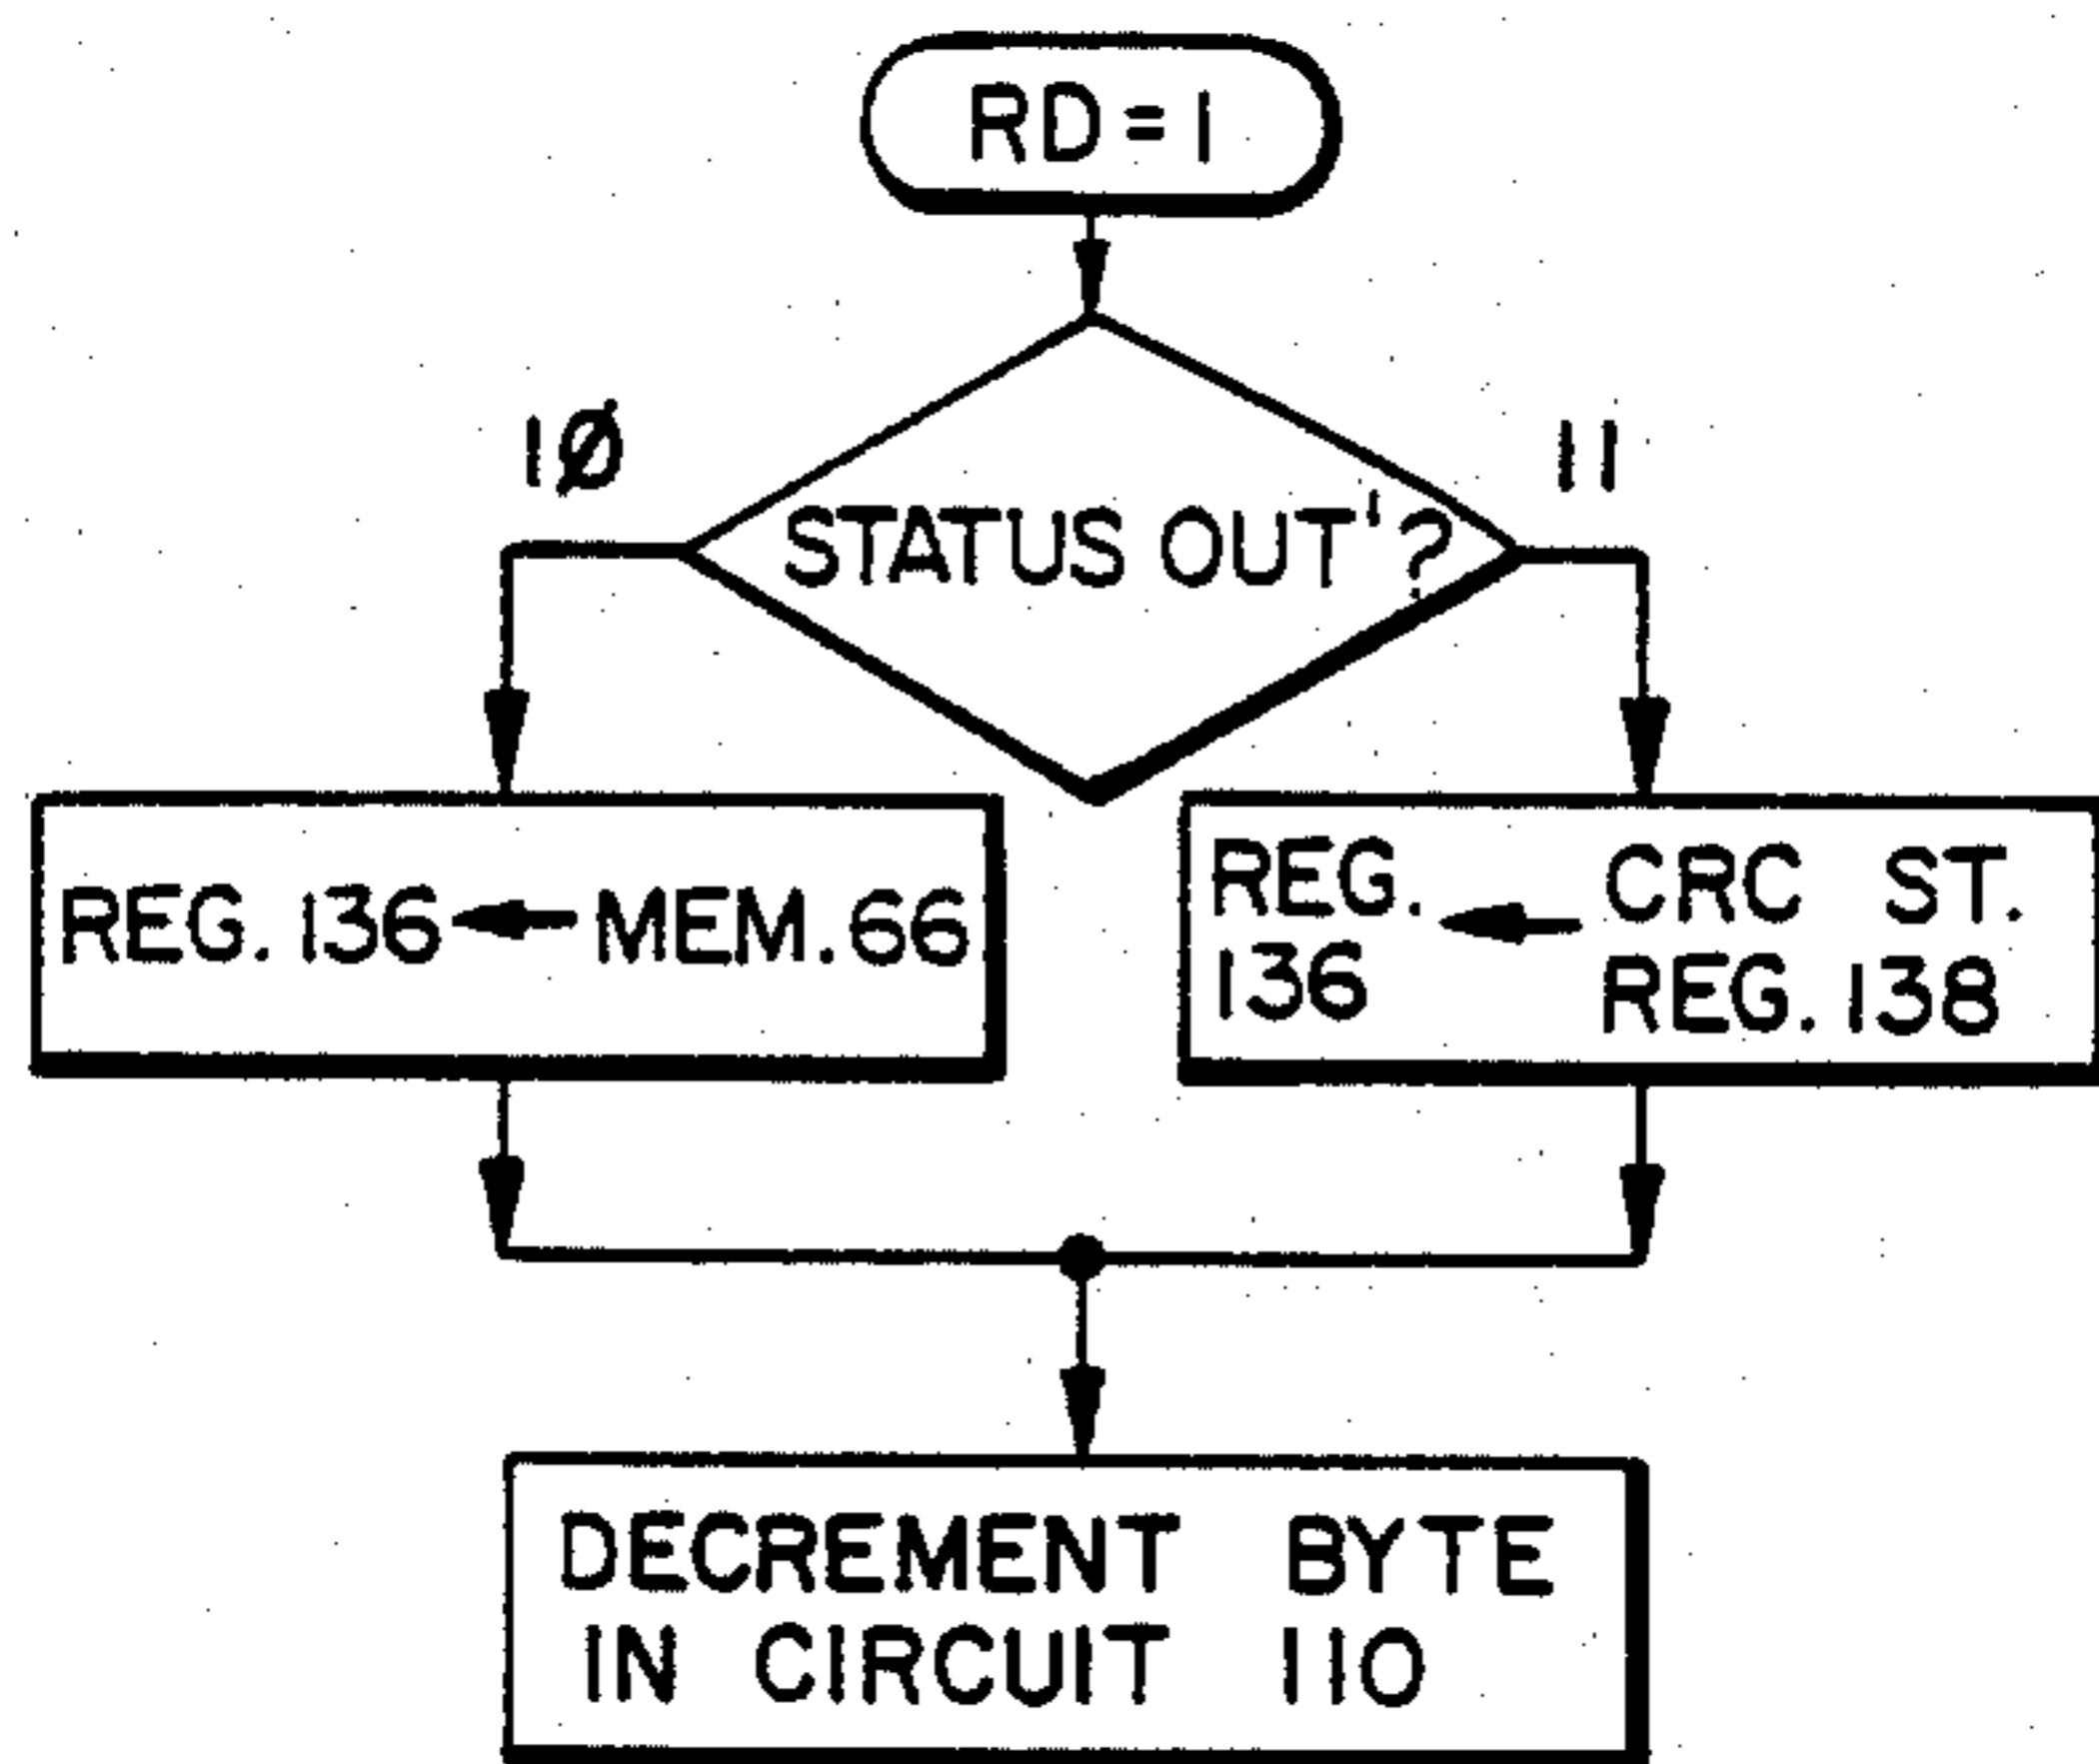 RD = 1
1Ø
11
STATUS OUT'?
REG. 136 ← MEM. 66
REG. ← CRC ST.
136 REG. 138
DECREMENT BYTE
IN CIRCUIT 110